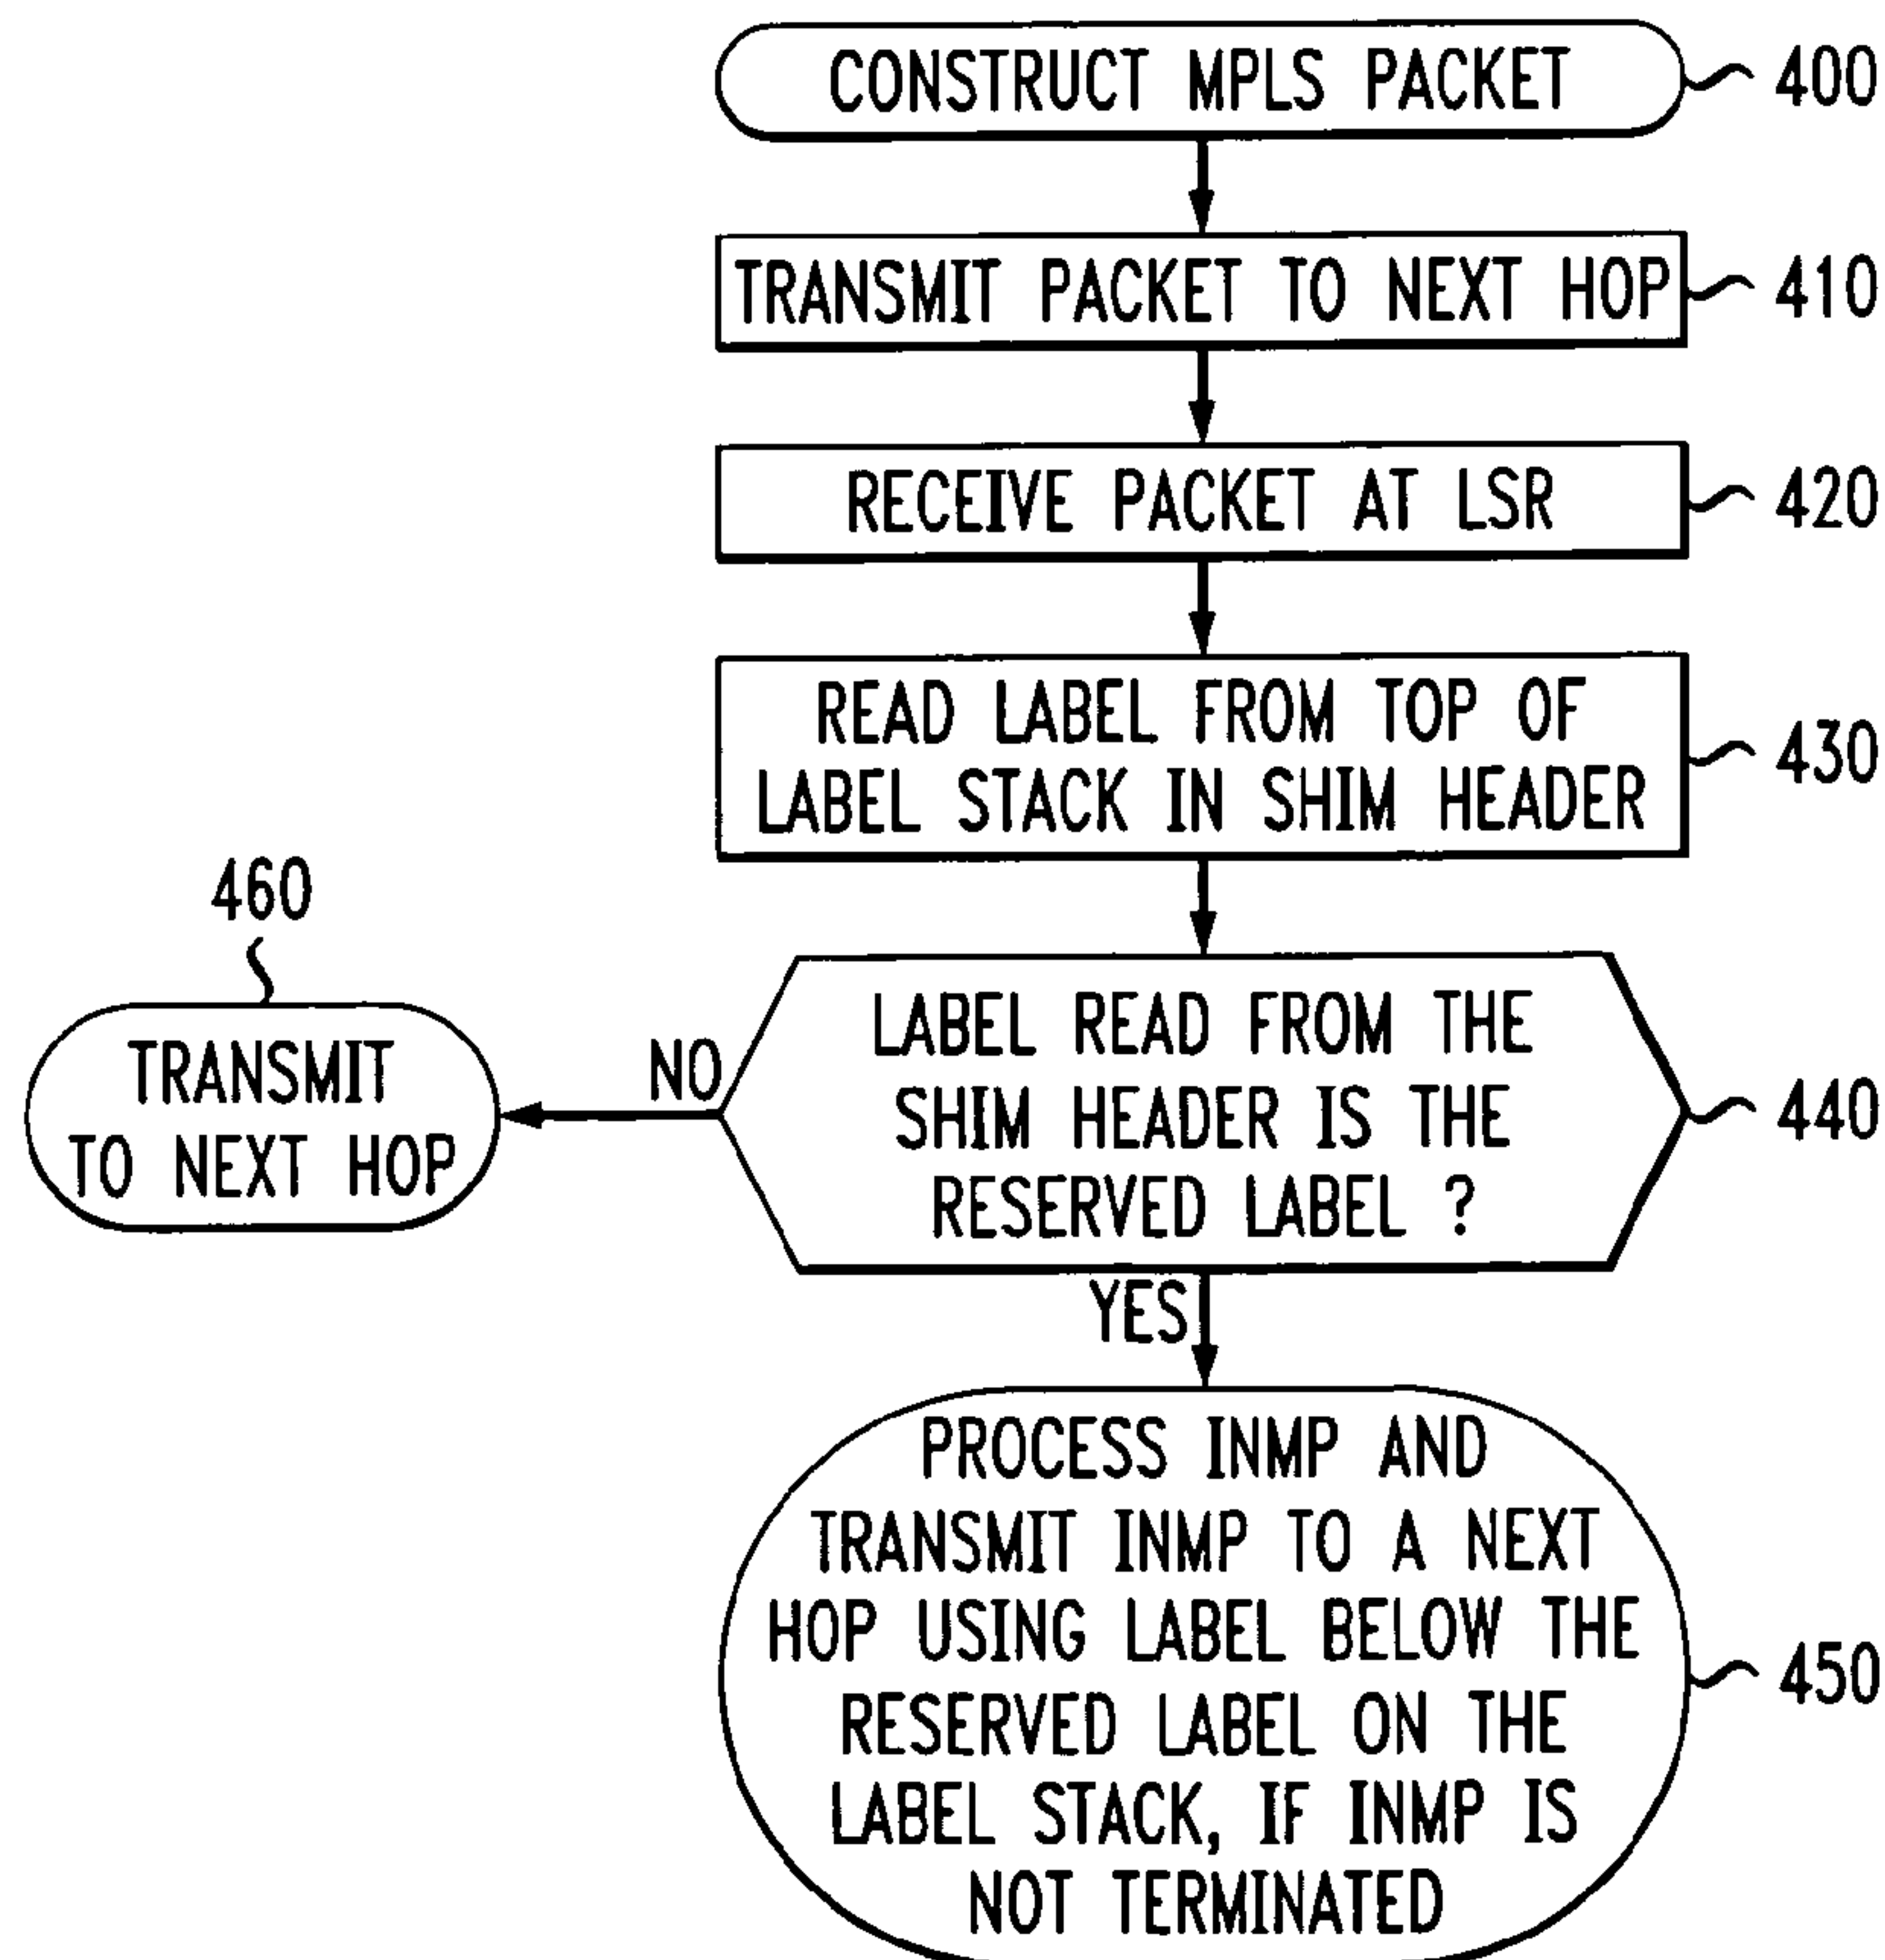 CONSTRUCT MPLS PACKET
400
TRANSMIT PACKET TO NEXT HOP
410
RECEIVE PACKET AT LSR
420
READ LABEL FROM TOP OF
LABEL STACK IN SHIM HEADER
430
460
TRANSMIT
TO NEXT HOP
NO
LABEL READ FROM THE
SHIM HEADER IS THE
RESERVED LABEL ?
440
YES
PROCESS INMP AND
TRANSMIT INMP TO A NEXT
HOP USING LABEL BELOW THE
RESERVED LABEL ON THE
LABEL STACK, IF INMP IS
NOT TERMINATED
450